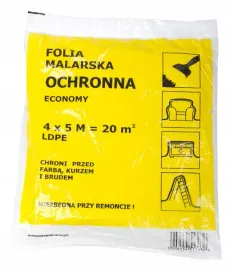 FOLIA
MALARSKA
OCHRONNA
ECONOMY
4 x 5 M = 20 m²
LDPE
CHRONI PRZED
FARBĄ, KURZEM
I BRUDEM
NIEZBĘDNA PRZY REMONCIE !